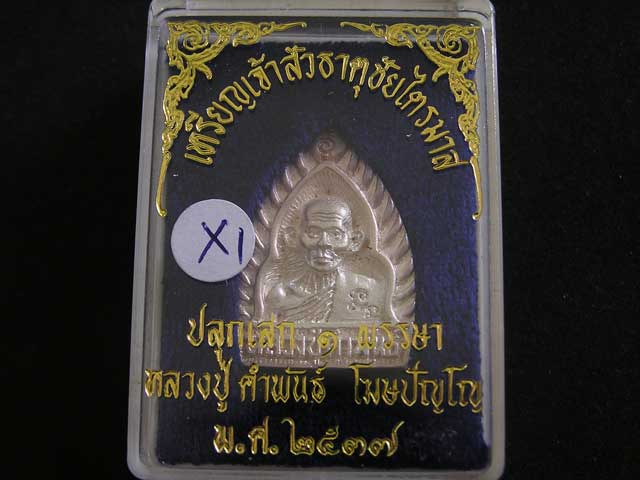 เหรียญเจ้าสัวธาตุชัยไตรมาส
X1
ปลุกเสก ๑ พรรษา
หลวงปู่ คำพันธ์ โฆษปัญโญ
พ.ศ.๒๕๓๗